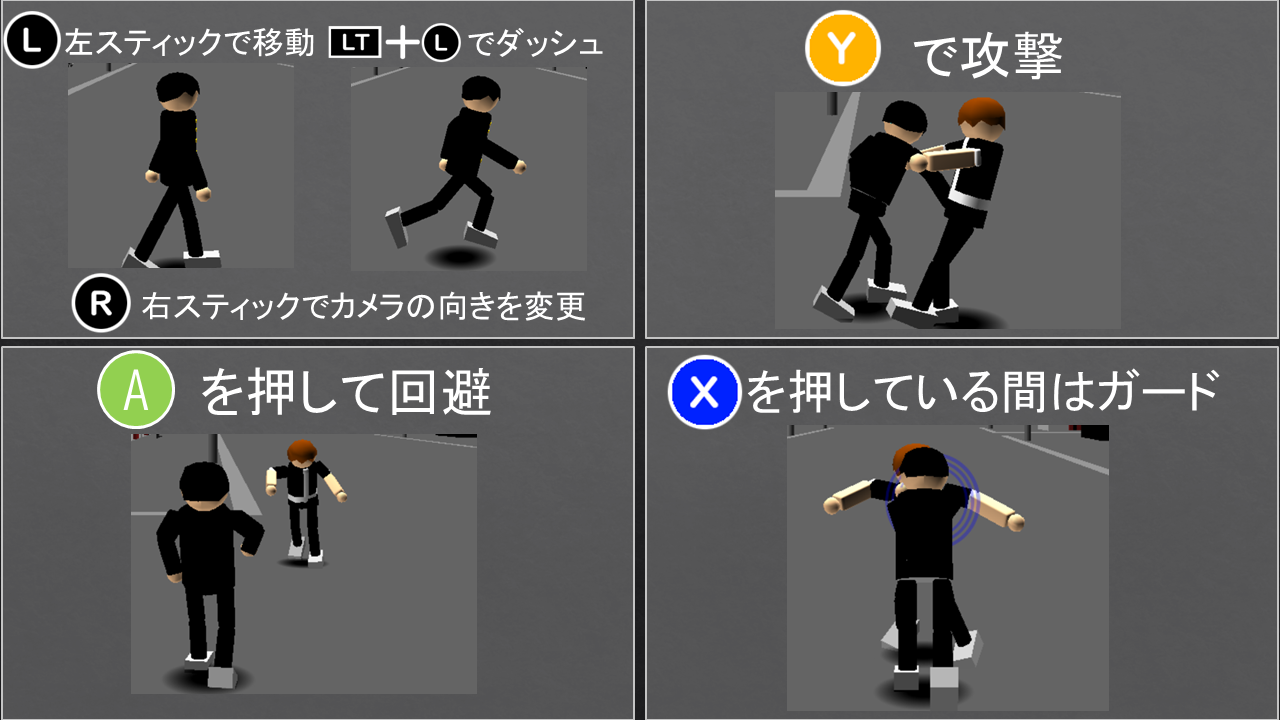 L 左スティックで移動 LT+L でダッシュ
R 右スティックでカメラの向きを変更
Y で攻撃
A を押して回避
X を押している間はガード